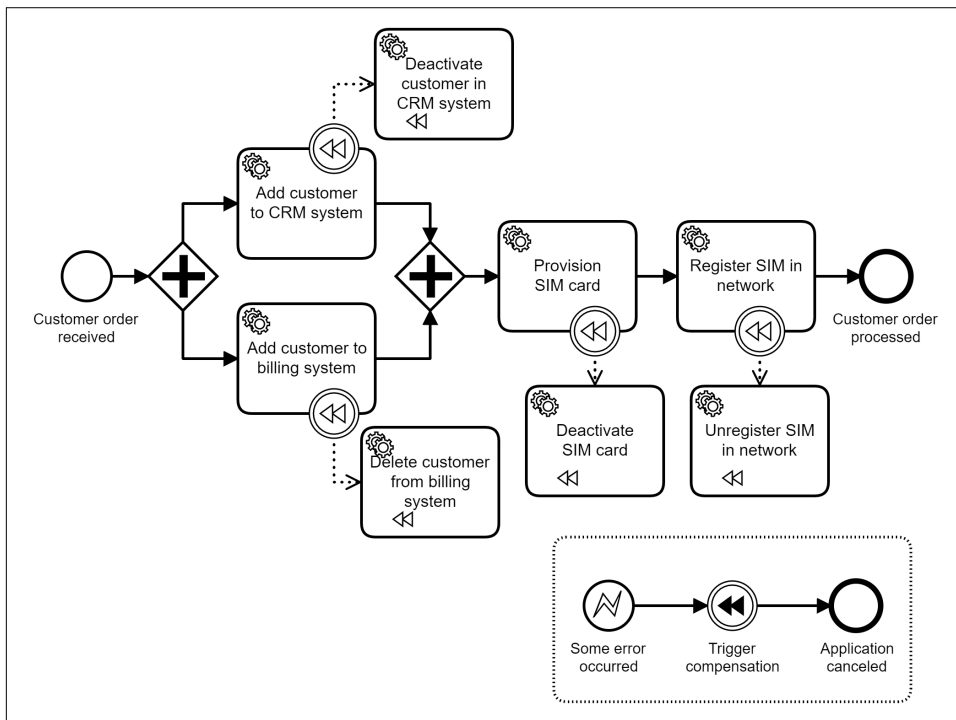 Deactivate
customer in
CRM system
Add customer
to CRM system
Customer order
received
Add customer to
billing system
Delete customer
from billing
system
Provision
SIM card
Deactivate
SIM card
Register SIM in
network
Unregister SIM
in network
Customer order
processed
Some error
occurred
Trigger
compensation
Application
canceled